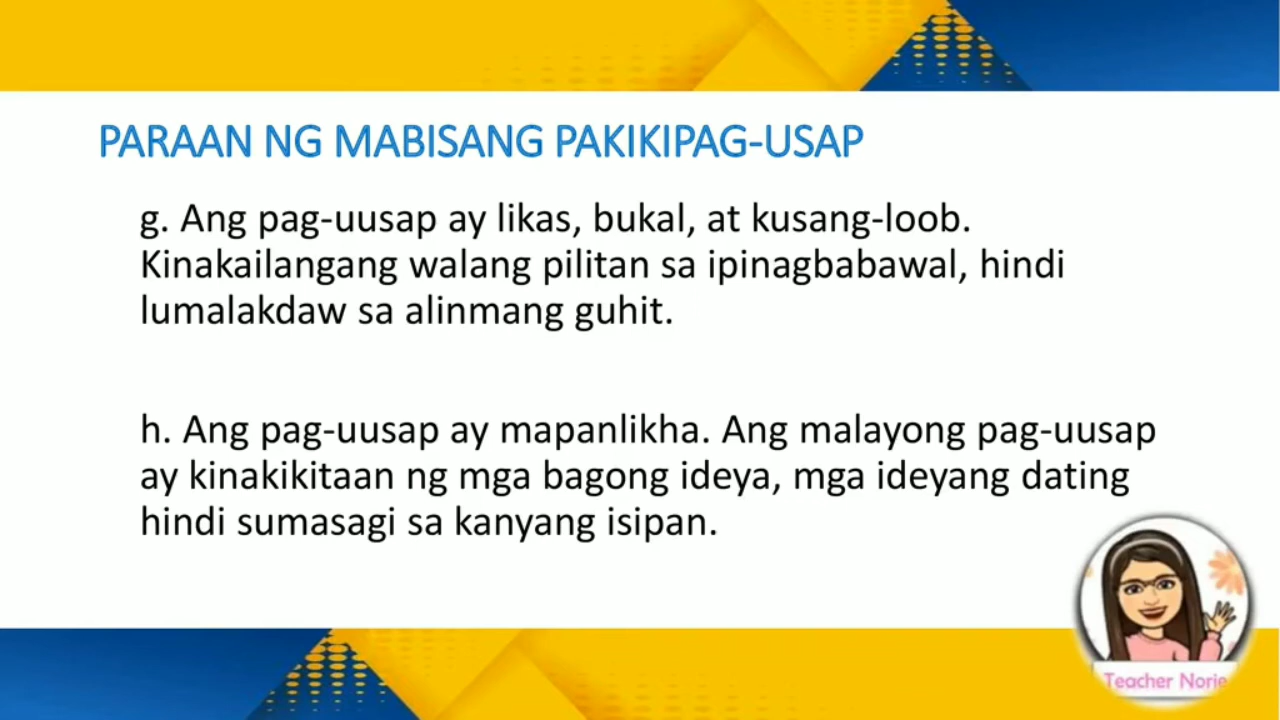 PARAAN NG MABISANG PAKIKIPAG-USAP
g. Ang pag-uusap ay likas, bukal, at kusang-loob.
Kinakailangang walang pilitan sa ipinagbabawal, hindi
lumalakdaw sa alinmang guhit.
h. Ang pag-uusap ay mapanlikha. Ang malayong pag-uusap
ay kinakikitaan ng mga bagong ideya, mga ideyang dating
hindi sumasagi sa kanyang isipan.
Teacher Norie